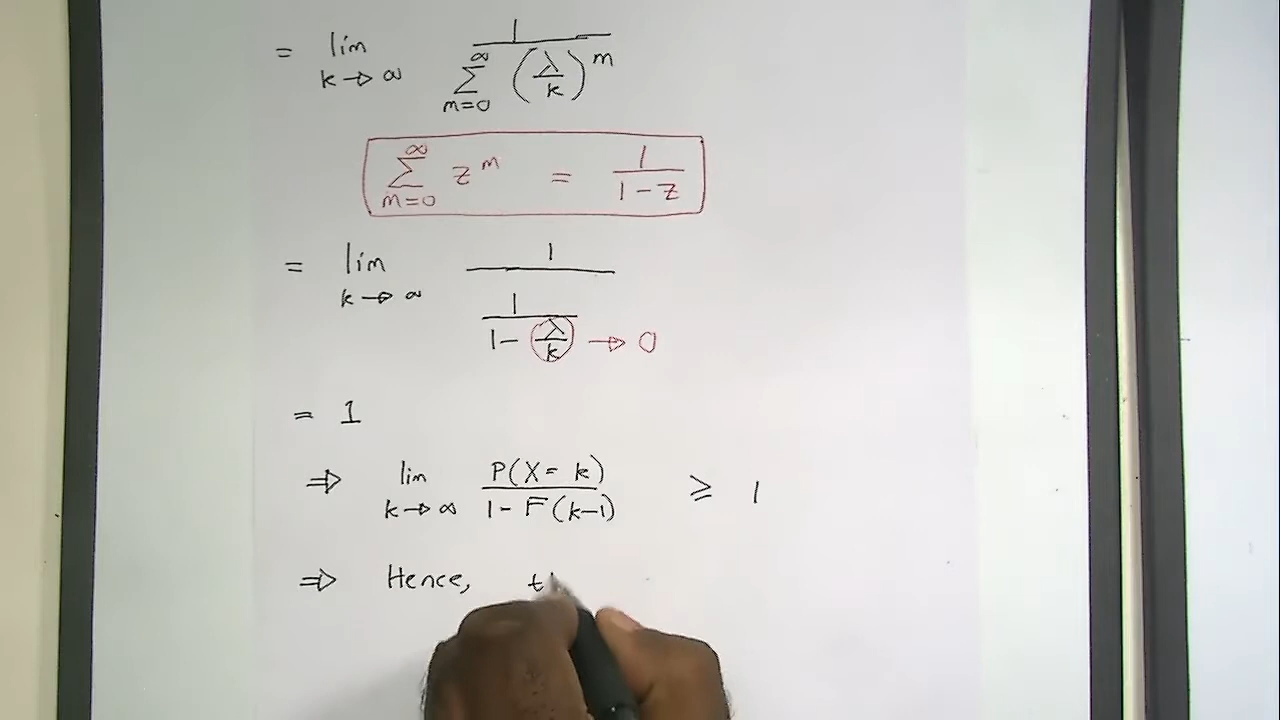 = lim k→∞ 1 / ∑ m=0 ∞ (λ/k)^m
∑ m=0 ∞ z^m = 1 / 1-z
= lim k→∞ 1 / 1 / 1- λ/k → 0
= 1
⇒ lim k→∞ P(X= k) / 1- F(k-1) ≥ 1
⇒ Hence,